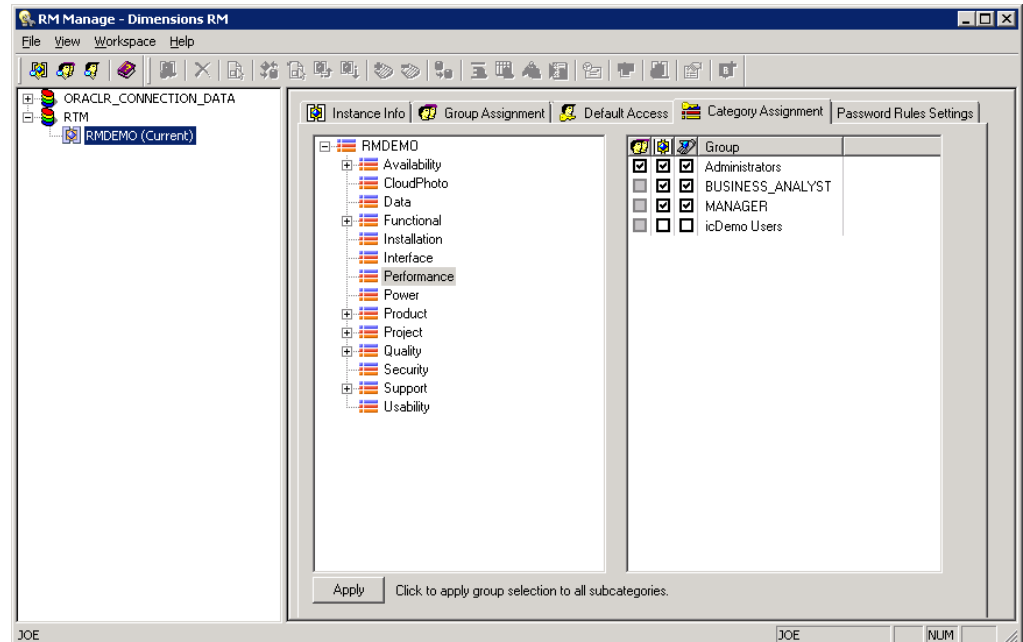 RM Manage - Dimensions RM
File View Workspace Help
ORACLR_CONNECTION_DATA
RTM
RMDEMO (Current)
Instance Info Group Assignment Default Access Category Assignment Password Rules Settings
RMDEMO
Availability
CloudPhoto
Data
Functional
Installation
Interface
Performance
Power
Product
Project
Quality
Security
Support
Usability
Group
Administrators
BUSINESS_ANALYST
MANAGER
icDemo Users
Apply Click to apply group selection to all subcategories.
JOE JOE NUM